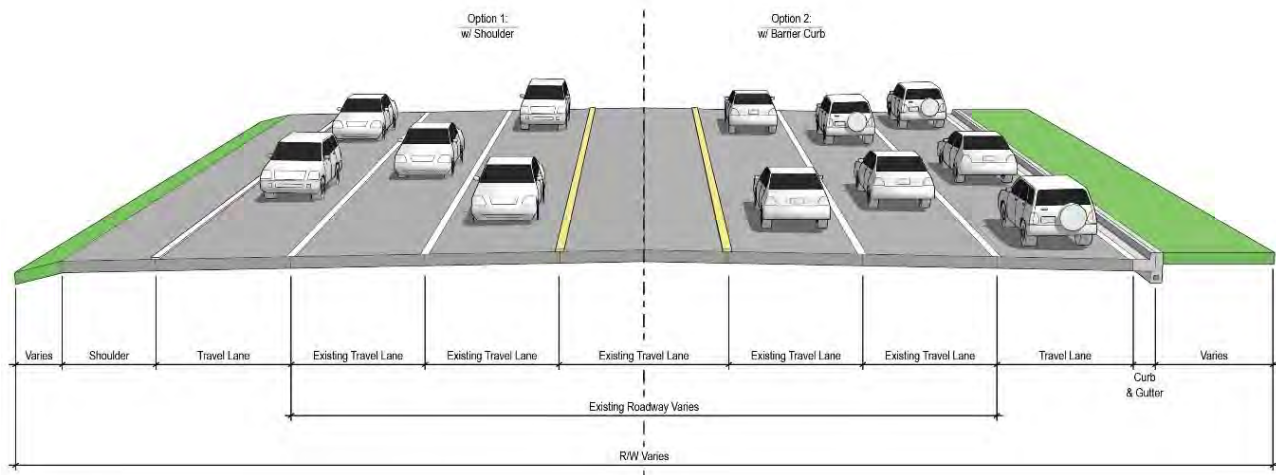 Option 1:
w/ Shoulder
Option 2:
w/ Barrier Curb
Varies
Shoulder
Travel Lane
Existing Travel Lane
Existing Travel Lane
Existing Travel Lane
Existing Travel Lane
Existing Travel Lane
Travel Lane
Curb
& Gutter
Varies
Existing Roadway Varies
R/W Varies